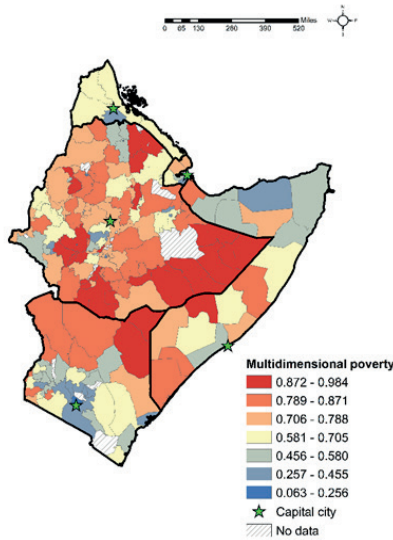 Miles
0 65 130 260 390 520
N
W E
S
Multidimensional poverty
0.872 - 0.984
0.789 - 0.871
0.706 - 0.788
0.581 - 0.705
0.456 - 0.580
0.257 - 0.455
0.063 - 0.256
Capital city
No data